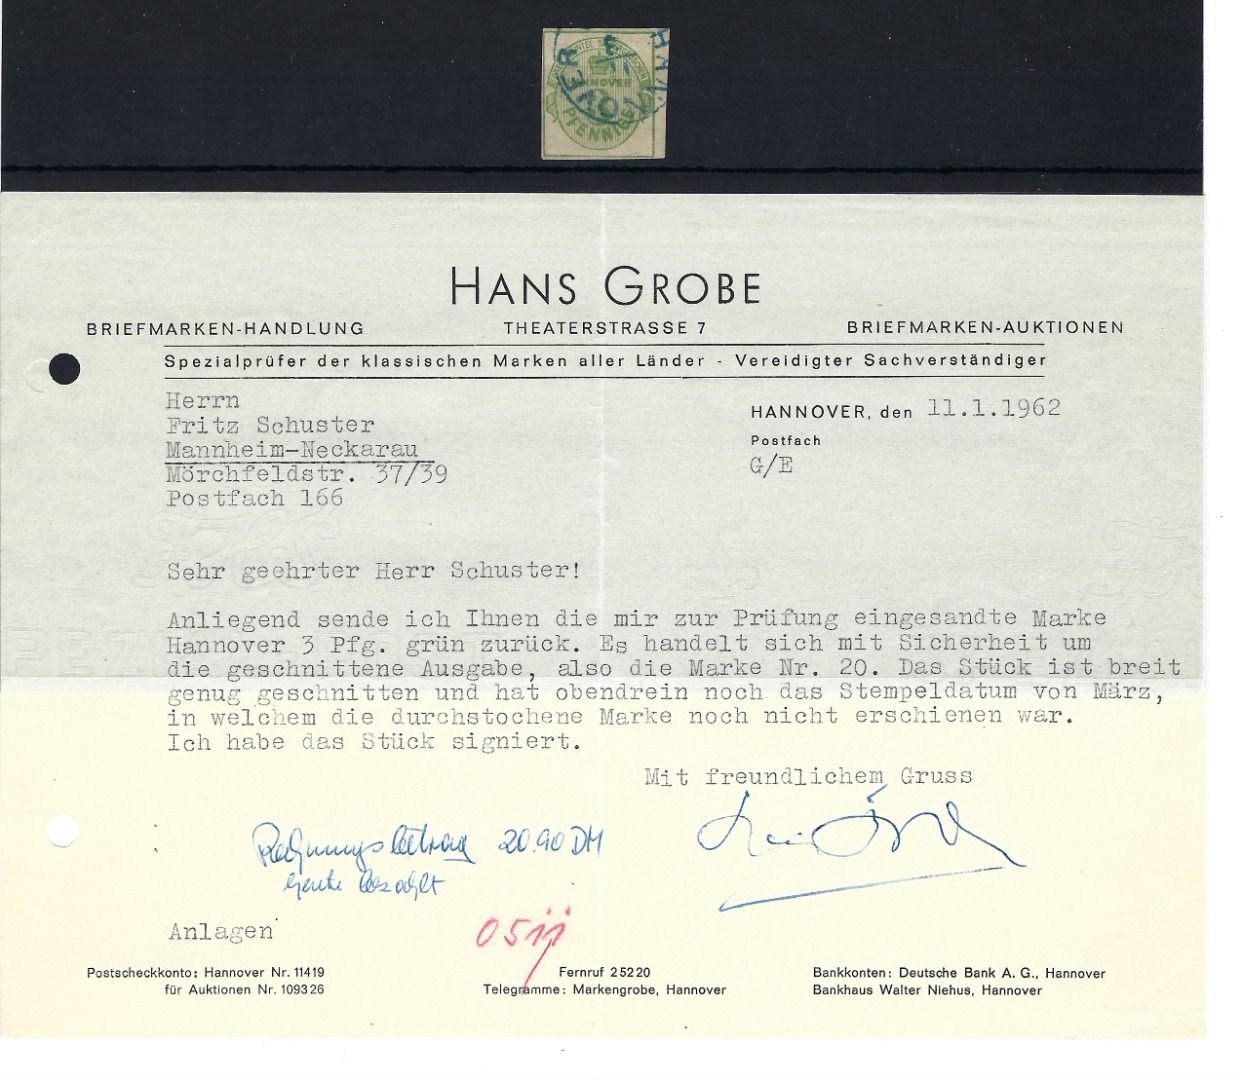 HANNOVER
HANNOVER
PFENNIGE
HANS GROBE
BRIEFMARKEN-HANDLUNG THEATERSTRASSE 7 BRIEFMARKEN-AUKTIONEN
Spezialprüfer der klassischen Marken aller Länder - Vereidigter Sachverständiger
Herrn
Fritz Schuster
Mannheim-Neckarau
Mörchfeldstr. 37/39
Postfach 166
HANNOVER, den 11.1.1962
Postfach
G/E
Sehr geehrter Herr Schuster!
Anliegend sende ich Ihnen die mir zur Prüfung eingesandte Marke
Hannover 3 Pfg. grün zurück. Es handelt sich mit Sicherheit um
die geschnittene Ausgabe, also die Marke Nr. 20. Das Stück ist breit
genug geschnitten und hat obendrein noch das Stempeldatum von März,
in welchem die durchstochene Marke noch nicht erschienen war.
Ich habe das Stück signiert.
Mit freundlichem Gruss
Rechnungsbetrag 20.90 DM
heute bezahlt
Anlagen
Postscheckkonto: Hannover Nr. 11419
für Auktionen Nr. 109326
Fernruf 25220
Telegramme: Markengrobe, Hannover
Bankkonten: Deutsche Bank A. G., Hannover
Bankhaus Walter Niehus, Hannover